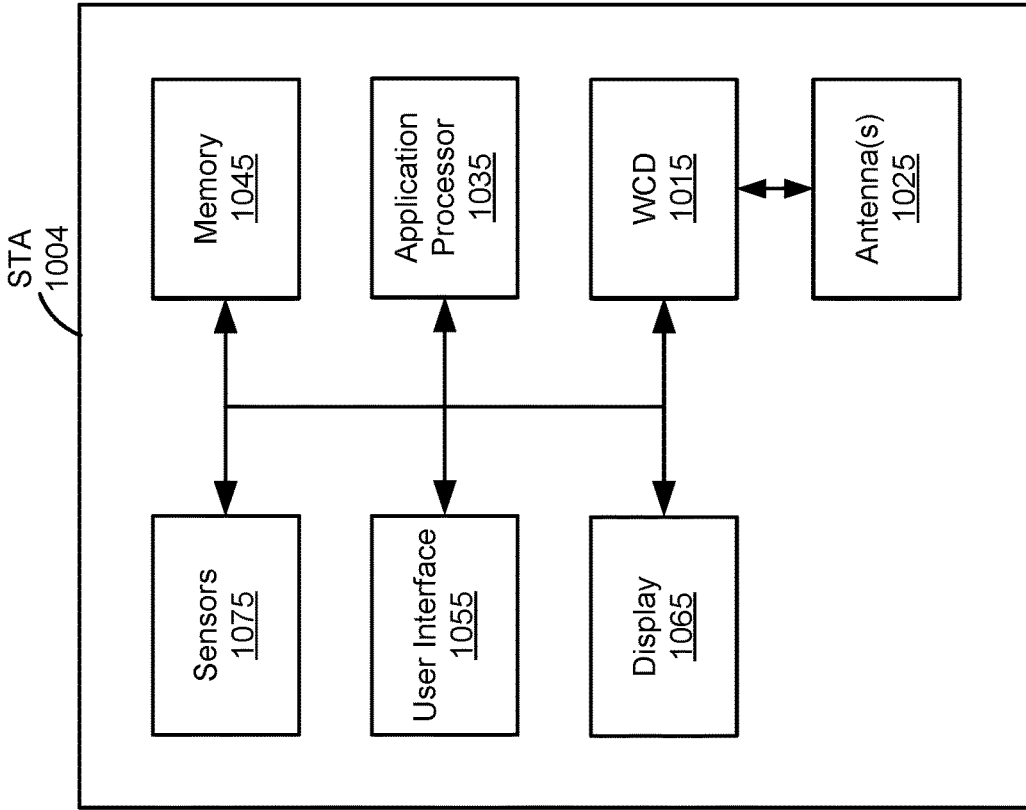 STA
1004
Memory
1045
Application
Processor
1035
WCD
1015
Antenna(s)
1025
Sensors
1075
User Interface
1055
Display
1065